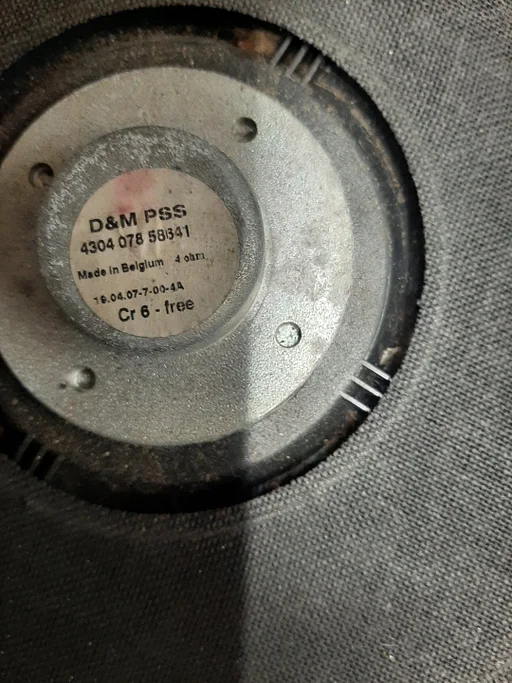 D&M PSS
4304 078 58641
Made in Belgium 4 ohm
19.04.07-7-00-4A
Cr 6 - free